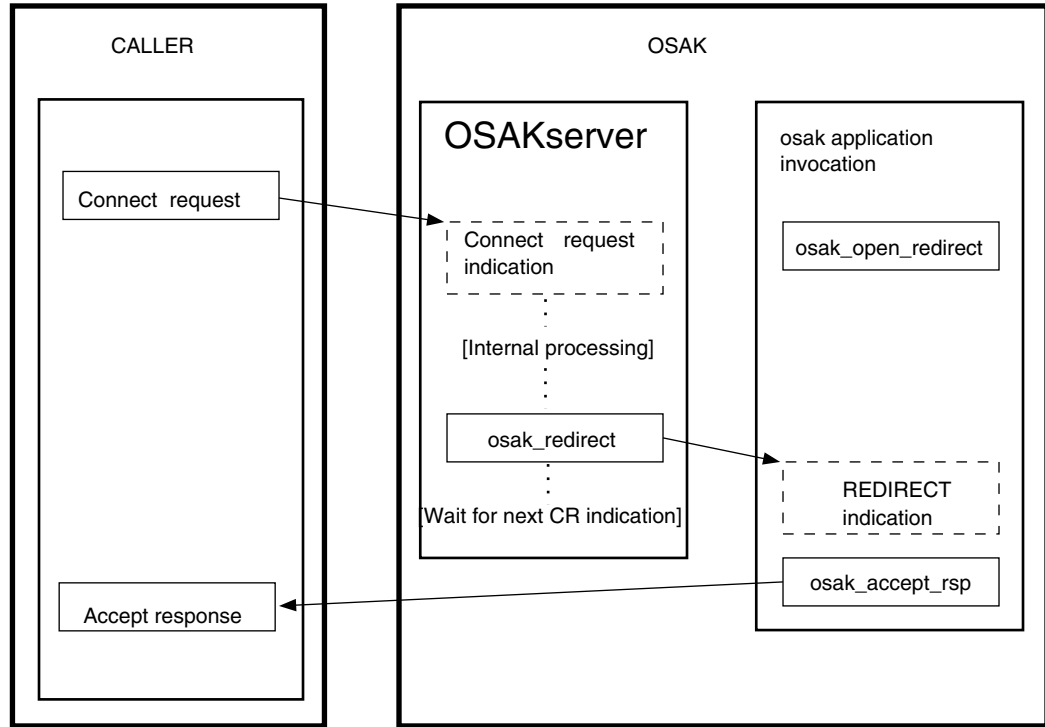 CALLER
Connect request
Accept response
OSAK
OSAKserver
Connect request
indication
[Internal processing]
osak_redirect
[Wait for next CR indication]
osak application
invocation
osak_open_redirect
REDIRECT
indication
osak_accept_rsp